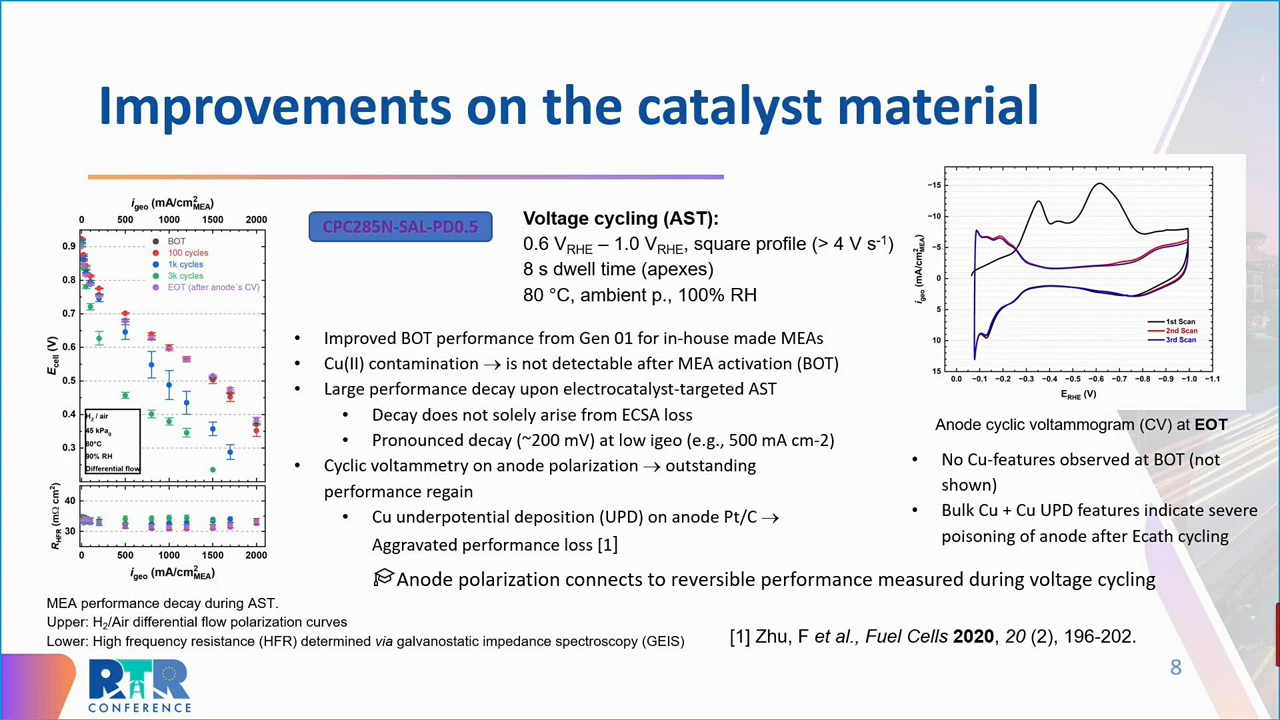 Improvements on the catalyst material
i_geo (mA/cm²_MEA)
0 500 1000 1500 2000
BOT
100 cycles
1k cycles
3k cycles
EOT (after anode´s CV)
0.9
0.8
0.7
0.6
0.5
0.4
0.3
E_cell (V)
H₂ / air
45 kPa_g
80°C
90% RH
Differential flow
40
30
R_HFR (mΩ cm²)
0 500 1000 1500 2000
i_geo (mA/cm²_MEA)
MEA performance decay during AST.
Upper: H₂/Air differential flow polarization curves
Lower: High frequency resistance (HFR) determined via galvanostatic impedance spectroscopy (GEIS)
CPC285N-SAL-PD0.5
Voltage cycling (AST):
0.6 V_RHE – 1.0 V_RHE, square profile (> 4 V s⁻¹)
8 s dwell time (apexes)
80 °C, ambient p., 100% RH
• Improved BOT performance from Gen 01 for in-house made MEAs
• Cu(II) contamination → is not detectable after MEA activation (BOT)
• Large performance decay upon electrocatalyst-targeted AST
• Decay does not solely arise from ECSA loss
• Pronounced decay (~200 mV) at low igeo (e.g., 500 mA cm-2)
• Cyclic voltammetry on anode polarization → outstanding
performance regain
• Cu underpotential deposition (UPD) on anode Pt/C →
Aggravated performance loss [1]
Anode polarization connects to reversible performance measured during voltage cycling
-15
-10
-5
0
5
10
15
i_geo (mA/cm²_MEA)
1st Scan
2nd Scan
3rd Scan
0.0 -0.1 -0.2 -0.3 -0.4 -0.5 -0.6 -0.7 -0.8 -0.9 -1.0 -1.1
E_RHE (V)
Anode cyclic voltammogram (CV) at EOT
• No Cu-features observed at BOT (not
shown)
• Bulk Cu + Cu UPD features indicate severe
poisoning of anode after Ecath cycling
[1] Zhu, F et al., Fuel Cells 2020, 20 (2), 196-202.
8
RTR
CONFERENCE